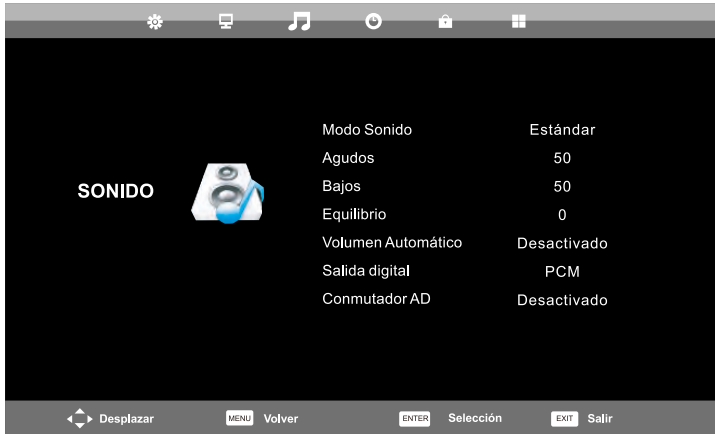 SONIDO
Modo Sonido Estándar
Agudos 50
Bajos 50
Equilibrio 0
Volumen Automático Desactivado
Salida digital PCM
Conmutador AD Desactivado
Desplazar MENU Volver ENTER Selección EXIT Salir